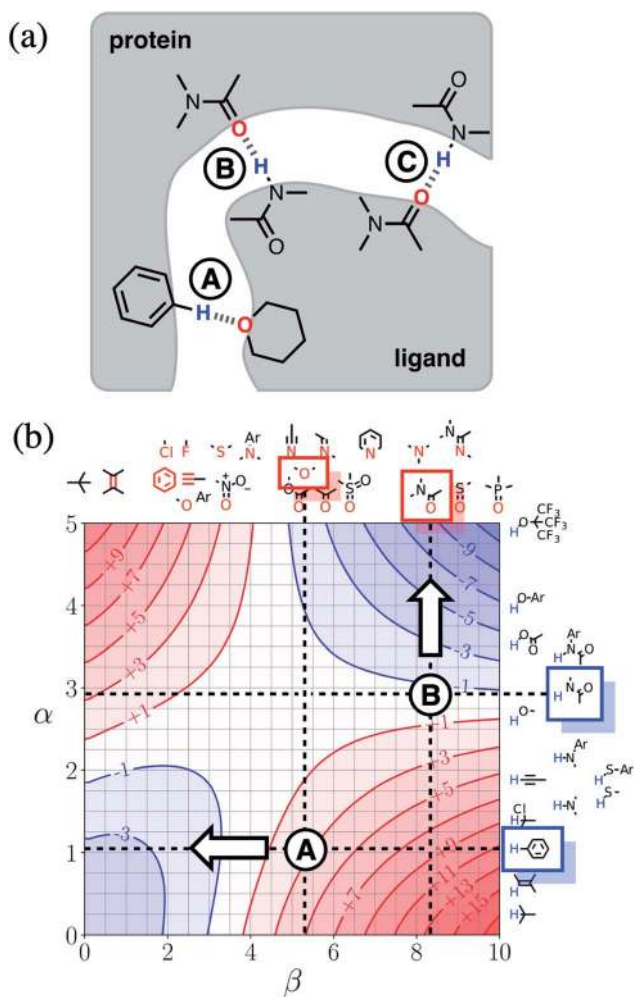 (a)
protein
O
N
O
B
H
N
O
O
N
C
H
N
O
A
H
O
ligand
(b)
Cl F S N Ar N N N N N
O Ar N+ O- O O O S O N S P
O O O O O O O
5
4
3
2
1
0
α
+9
+7
+5
+3
+1
-9
-7
-5
-3
-1
-1
-3
+1
+3
+5
+7
+9
+11
+13
+15
B
A
0 2 4 6 8 10
β
H O CF3 CF3 CF3
H O-Ar
H O O
H N Ar O
H N O
H O
H N Ar
H
H S-Ar
H S
H N
Cl
H
H
H
H